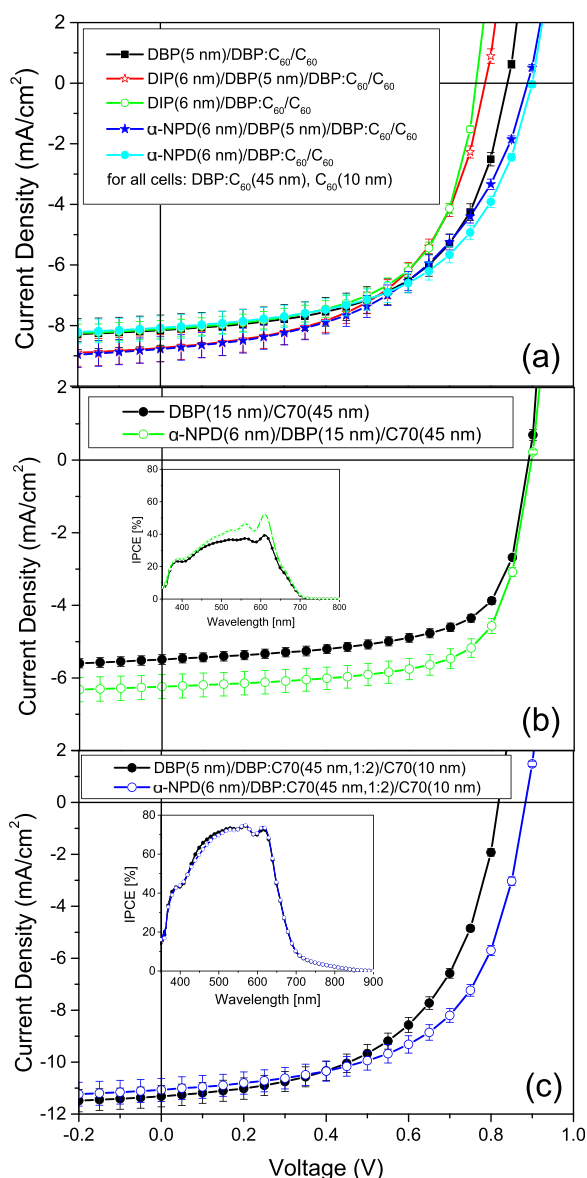 2
0
-2
-4
-6
-8
Current Density (mA/cm²)
DBP(5 nm)/DBP:C₆₀/C₆₀
DIP(6 nm)/DBP(5 nm)/DBP:C₆₀/C₆₀
DIP(6 nm)/DBP:C₆₀/C₆₀
α-NPD(6 nm)/DBP(5 nm)/DBP:C₆₀/C₆₀
α-NPD(6 nm)/DBP:C₆₀/C₆₀
for all cells: DBP:C₆₀(45 nm), C₆₀(10 nm)
(a)
2
0
-2
-4
-6
Current Density (mA/cm²)
DBP(15 nm)/C70(45 nm)
α-NPD(6 nm)/DBP(15 nm)/C70(45 nm)
80
60
40
20
0
IPCE [%]
400 500 600 700 800
Wavelength [nm]
(b)
2
0
-2
-4
-6
-8
-10
-12
Current Density (mA/cm²)
DBP(5 nm)/DBP:C70(45 nm,1:2)/C70(10 nm)
α-NPD(6 nm)/DBP:C70(45 nm,1:2)/C70(10 nm)
80
60
40
20
0
IPCE [%]
400 500 600 700 800 900
Wavelength [nm]
(c)
-0.2 0.0 0.2 0.4 0.6 0.8 1.0
Voltage (V)